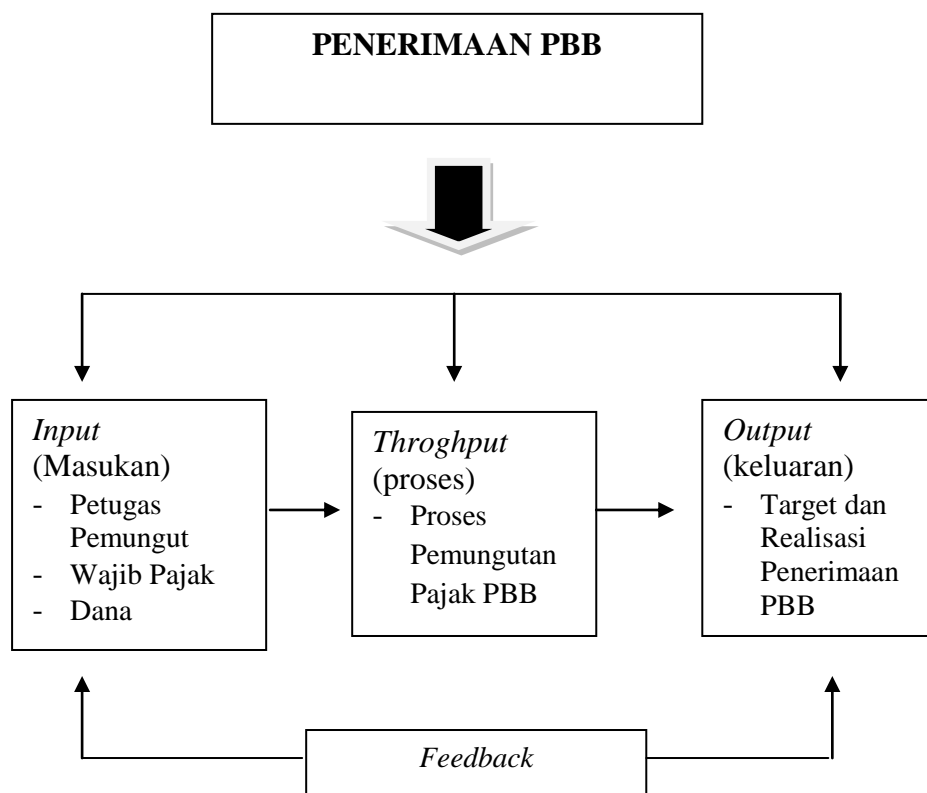 PENERIMAAN PBB
Input
(Masukan)
- Petugas
Pemungut
- Wajib Pajak
- Dana
Throghput
(proses)
- Proses
Pemungutan
Pajak PBB
Output
(keluaran)
- Target dan
Realisasi
Penerimaan
PBB
Feedback